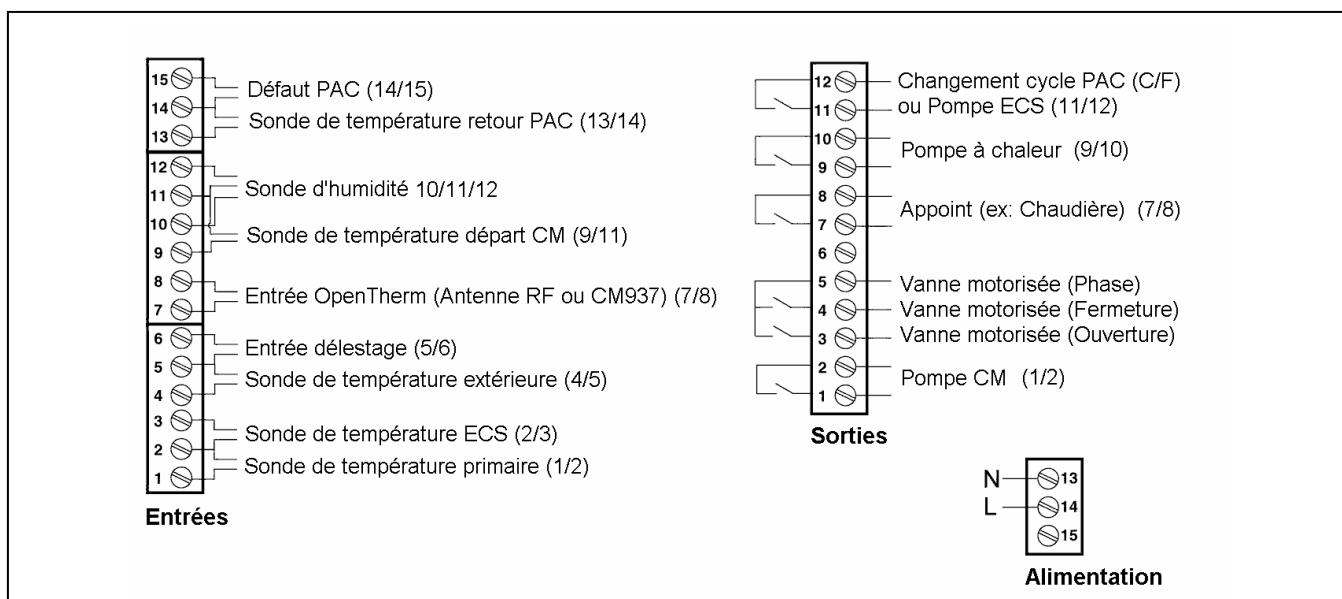 15
Défaut PAC (14/15)
14
Sonde de température retour PAC (13/14)
13
12
Sonde d'humidité 10/11/12
11
10
Sonde de température départ CM (9/11)
9
8
Entrée OpenTherm (Antenne RF ou CM937) (7/8)
7
6
Entrée délestage (5/6)
5
Sonde de température extérieure (4/5)
4
3
Sonde de température ECS (2/3)
2
Sonde de température primaire (1/2)
1
Entrées
12 Changement cycle PAC (C/F)
11 ou Pompe ECS (11/12)
10
Pompe à chaleur (9/10)
9
8
Appoint (ex: Chaudière) (7/8)
7
6
5 Vanne motorisée (Phase)
4 Vanne motorisée (Fermeture)
3 Vanne motorisée (Ouverture)
2
Pompe CM (1/2)
1
Sorties
N 13
L 14
15
Alimentation